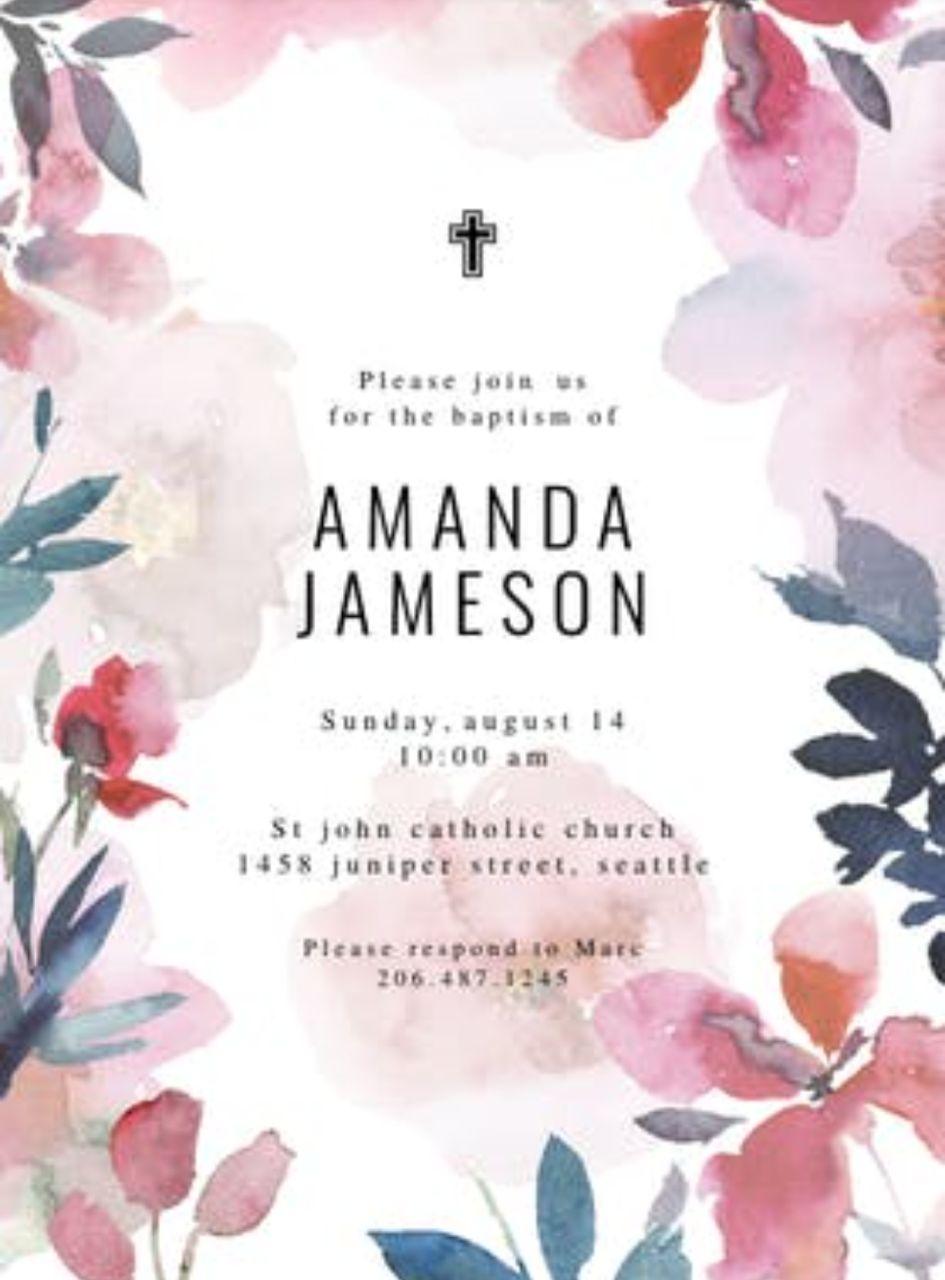 Please join us
for the baptism of
AMANDA
JAMESON
Sunday, august 14
10:00 am
St john catholic church
1458 juniper street, seattle
Please respond to Marc
206.487.1245